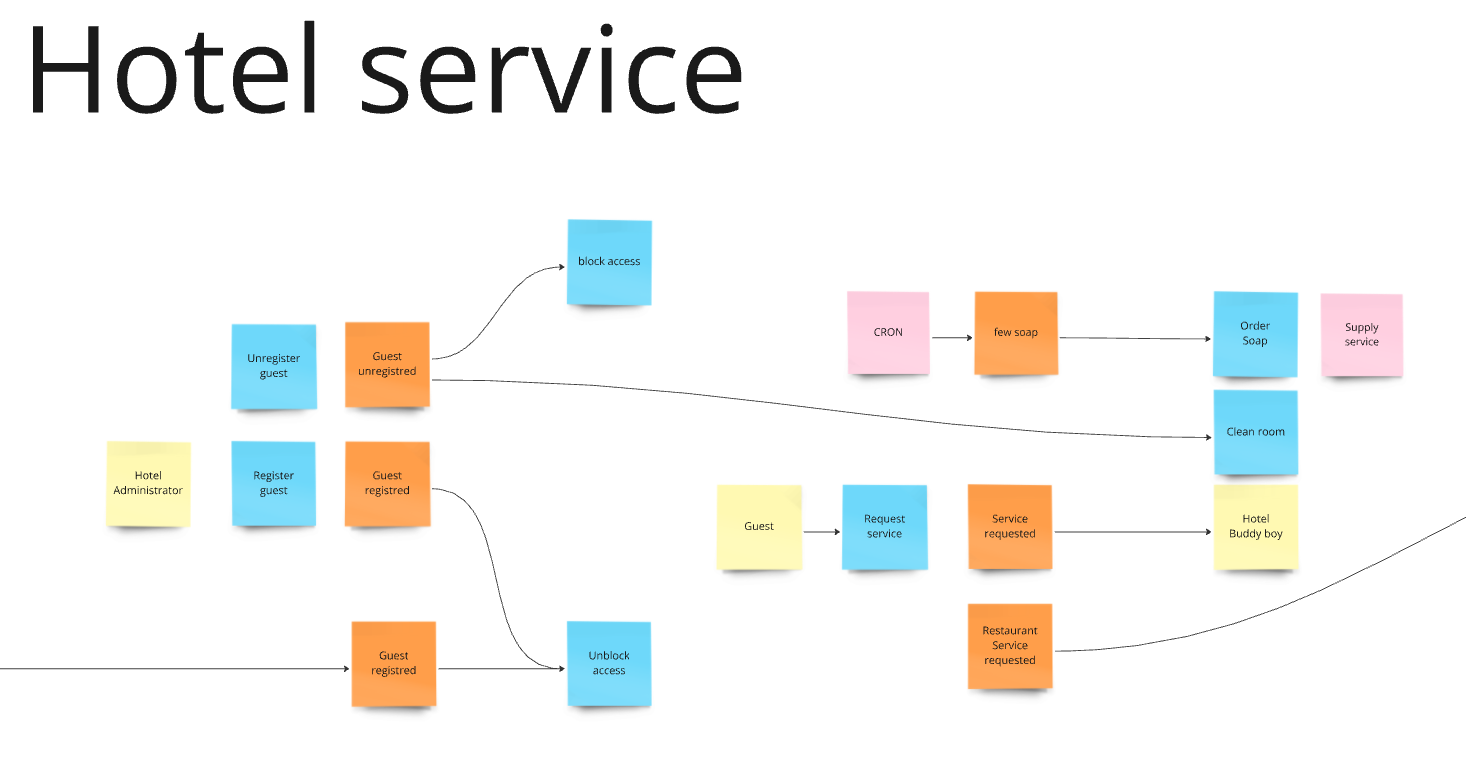 Hotel service
block access
Unregister
guest
Guest
unregistred
CRON
few soap
Order
Soap
Supply
service
Clean room
Hotel
Administrator
Register
guest
Guest
registred
Guest
Request
service
Service
requested
Hotel
Buddy boy
Restaurant
Service
requested
Guest
registred
Unblock
access